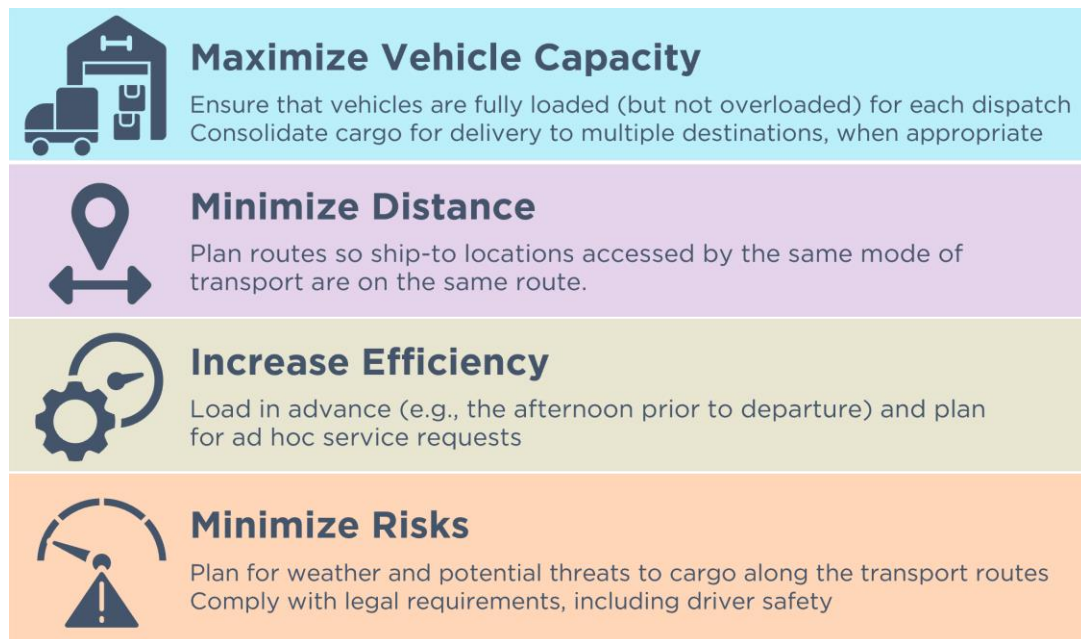 Maximize Vehicle Capacity
Ensure that vehicles are fully loaded (but not overloaded) for each dispatch
Consolidate cargo for delivery to multiple destinations, when appropriate
Minimize Distance
Plan routes so ship-to locations accessed by the same mode of
transport are on the same route.
Increase Efficiency
Load in advance (e.g., the afternoon prior to departure) and plan
for ad hoc service requests
Minimize Risks
Plan for weather and potential threats to cargo along the transport routes
Comply with legal requirements, including driver safety